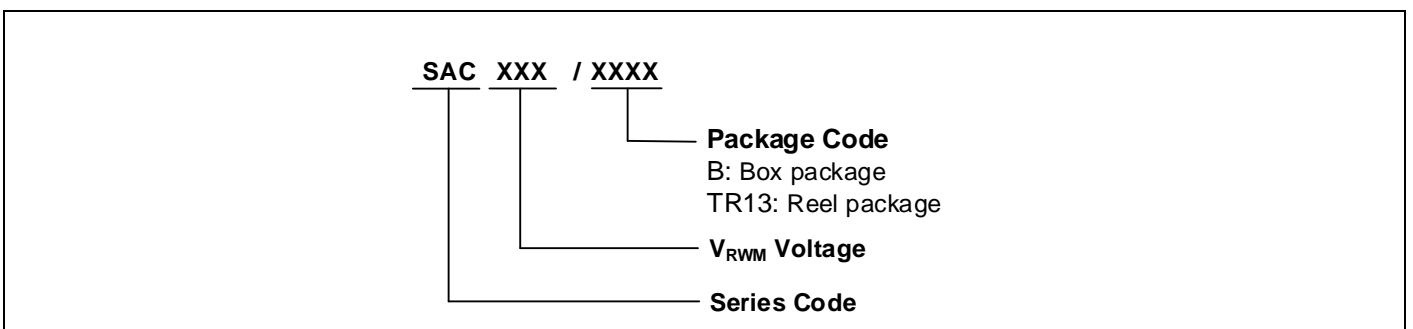 SAC XXX / XXXX
Package Code
B: Box package
TR13: Reel package
VRWM Voltage
Series Code